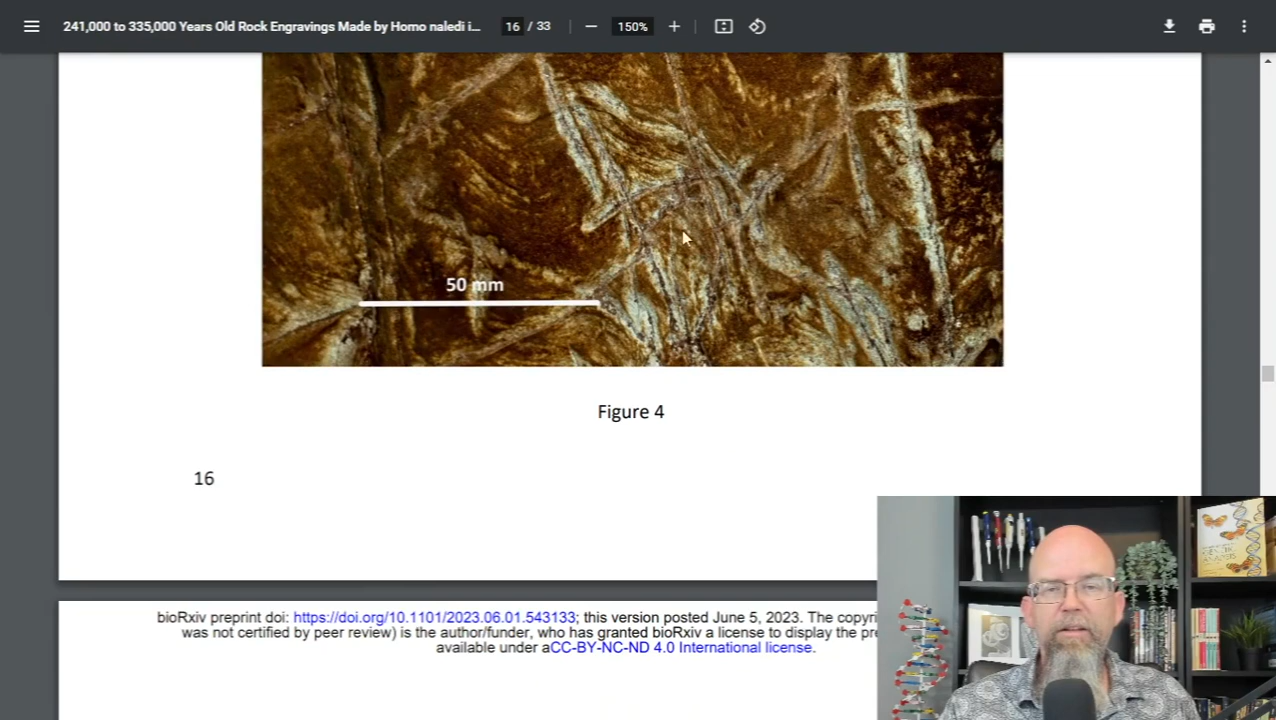 241,000 to 335,000 Years Old Rock Engravings Made by Homo naledi i...
16 / 33
150%
50 mm
Figure 4
16
bioRxiv preprint doi: https://doi.org/10.1101/2023.06.01.543133; this version posted June 5, 2023. The copyri
was not certified by peer review) is the author/funder, who has granted bioRxiv a license to display the pre
available under aCC-BY-NC-ND 4.0 International license.